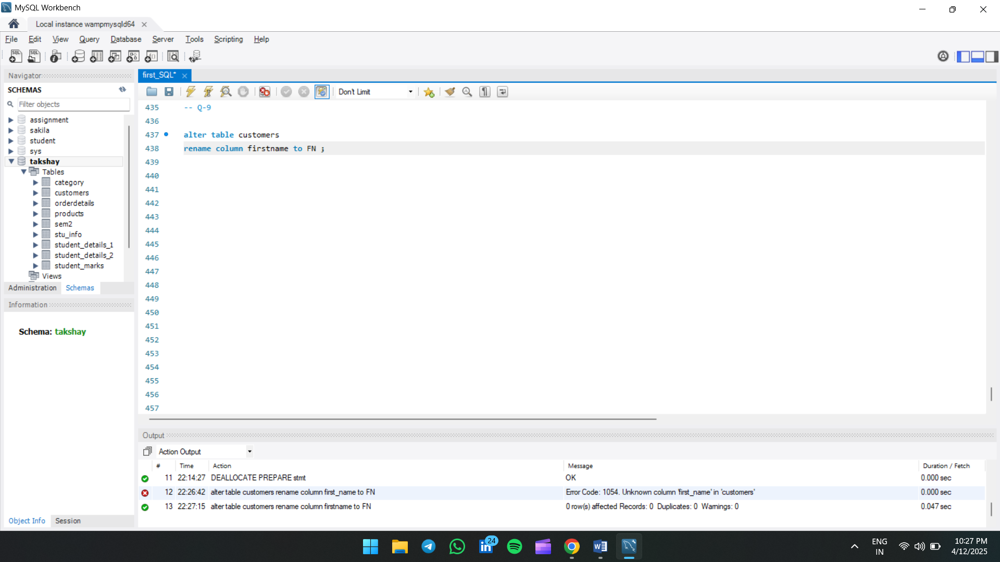 MySQL Workbench
Local instance wampmysqld64
File Edit View Query Database Server Tools Scripting Help
Navigator
SCHEMAS
Filter objects
assignment
sakila
student
sys
takshay
Tables
category
customers
orderdetails
products
sem2
stu_info
student_details_1
student_details_2
student_marks
Views
Administration Schemas
Information
Schema: takshay
Object Info Session
first_SQL*
Don't Limit
435 -- Q-9
436
437 alter table customers
438 rename column firstname to FN ;
439
440
441
442
443
444
445
446
447
448
449
450
451
452
453
454
455
456
457
Output
Action Output
# Time Action Message Duration / Fetch
11 22:14:27 DEALLOCATE PREPARE stmt OK 0.000 sec
12 22:26:42 alter table customers rename column first_name to FN Error Code: 1054. Unknown column 'first_name' in 'customers' 0.000 sec
13 22:27:15 alter table customers rename column firstname to FN 0 row(s) affected Records: 0 Duplicates: 0 Warnings: 0 0.047 sec
24
ENG
IN
10:27 PM
4/12/2025